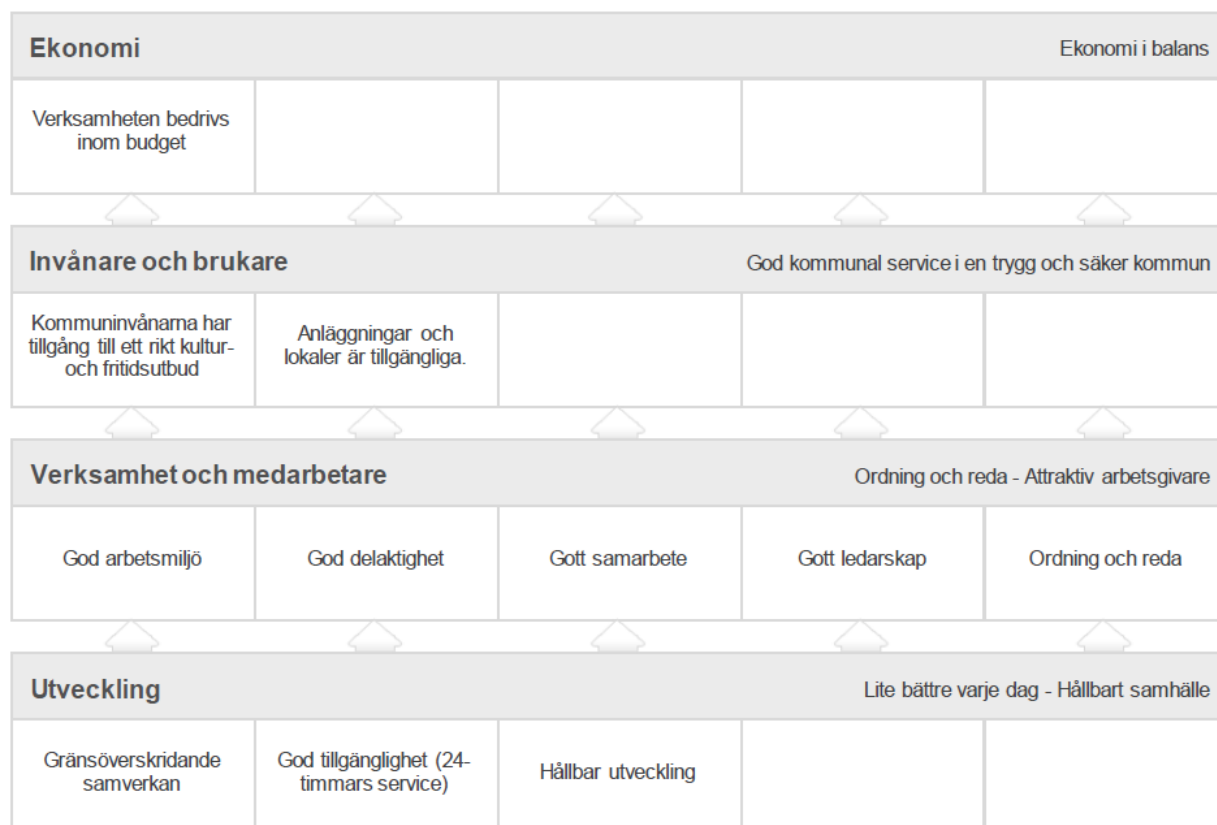 Ekonomi
Ekonomi i balans
Verksamheten bedrivs
inom budget
Invånare och brukare
God kommunal service i en trygg och säker kommun
Kommuninvånarna har
tillgång till ett rikt kultur-
och fritidsutbud
Anläggningar och
lokaler är tillgängliga.
Verksamhet och medarbetare
Ordning och reda - Attraktiv arbetsgivare
God arbetsmiljö
God delaktighet
Gott samarbete
Gott ledarskap
Ordning och reda
Utveckling
Lite bättre varje dag - Hållbart samhälle
Gränsöverskridande
samverkan
God tillgänglighet (24-
timmars service)
Hållbar utveckling